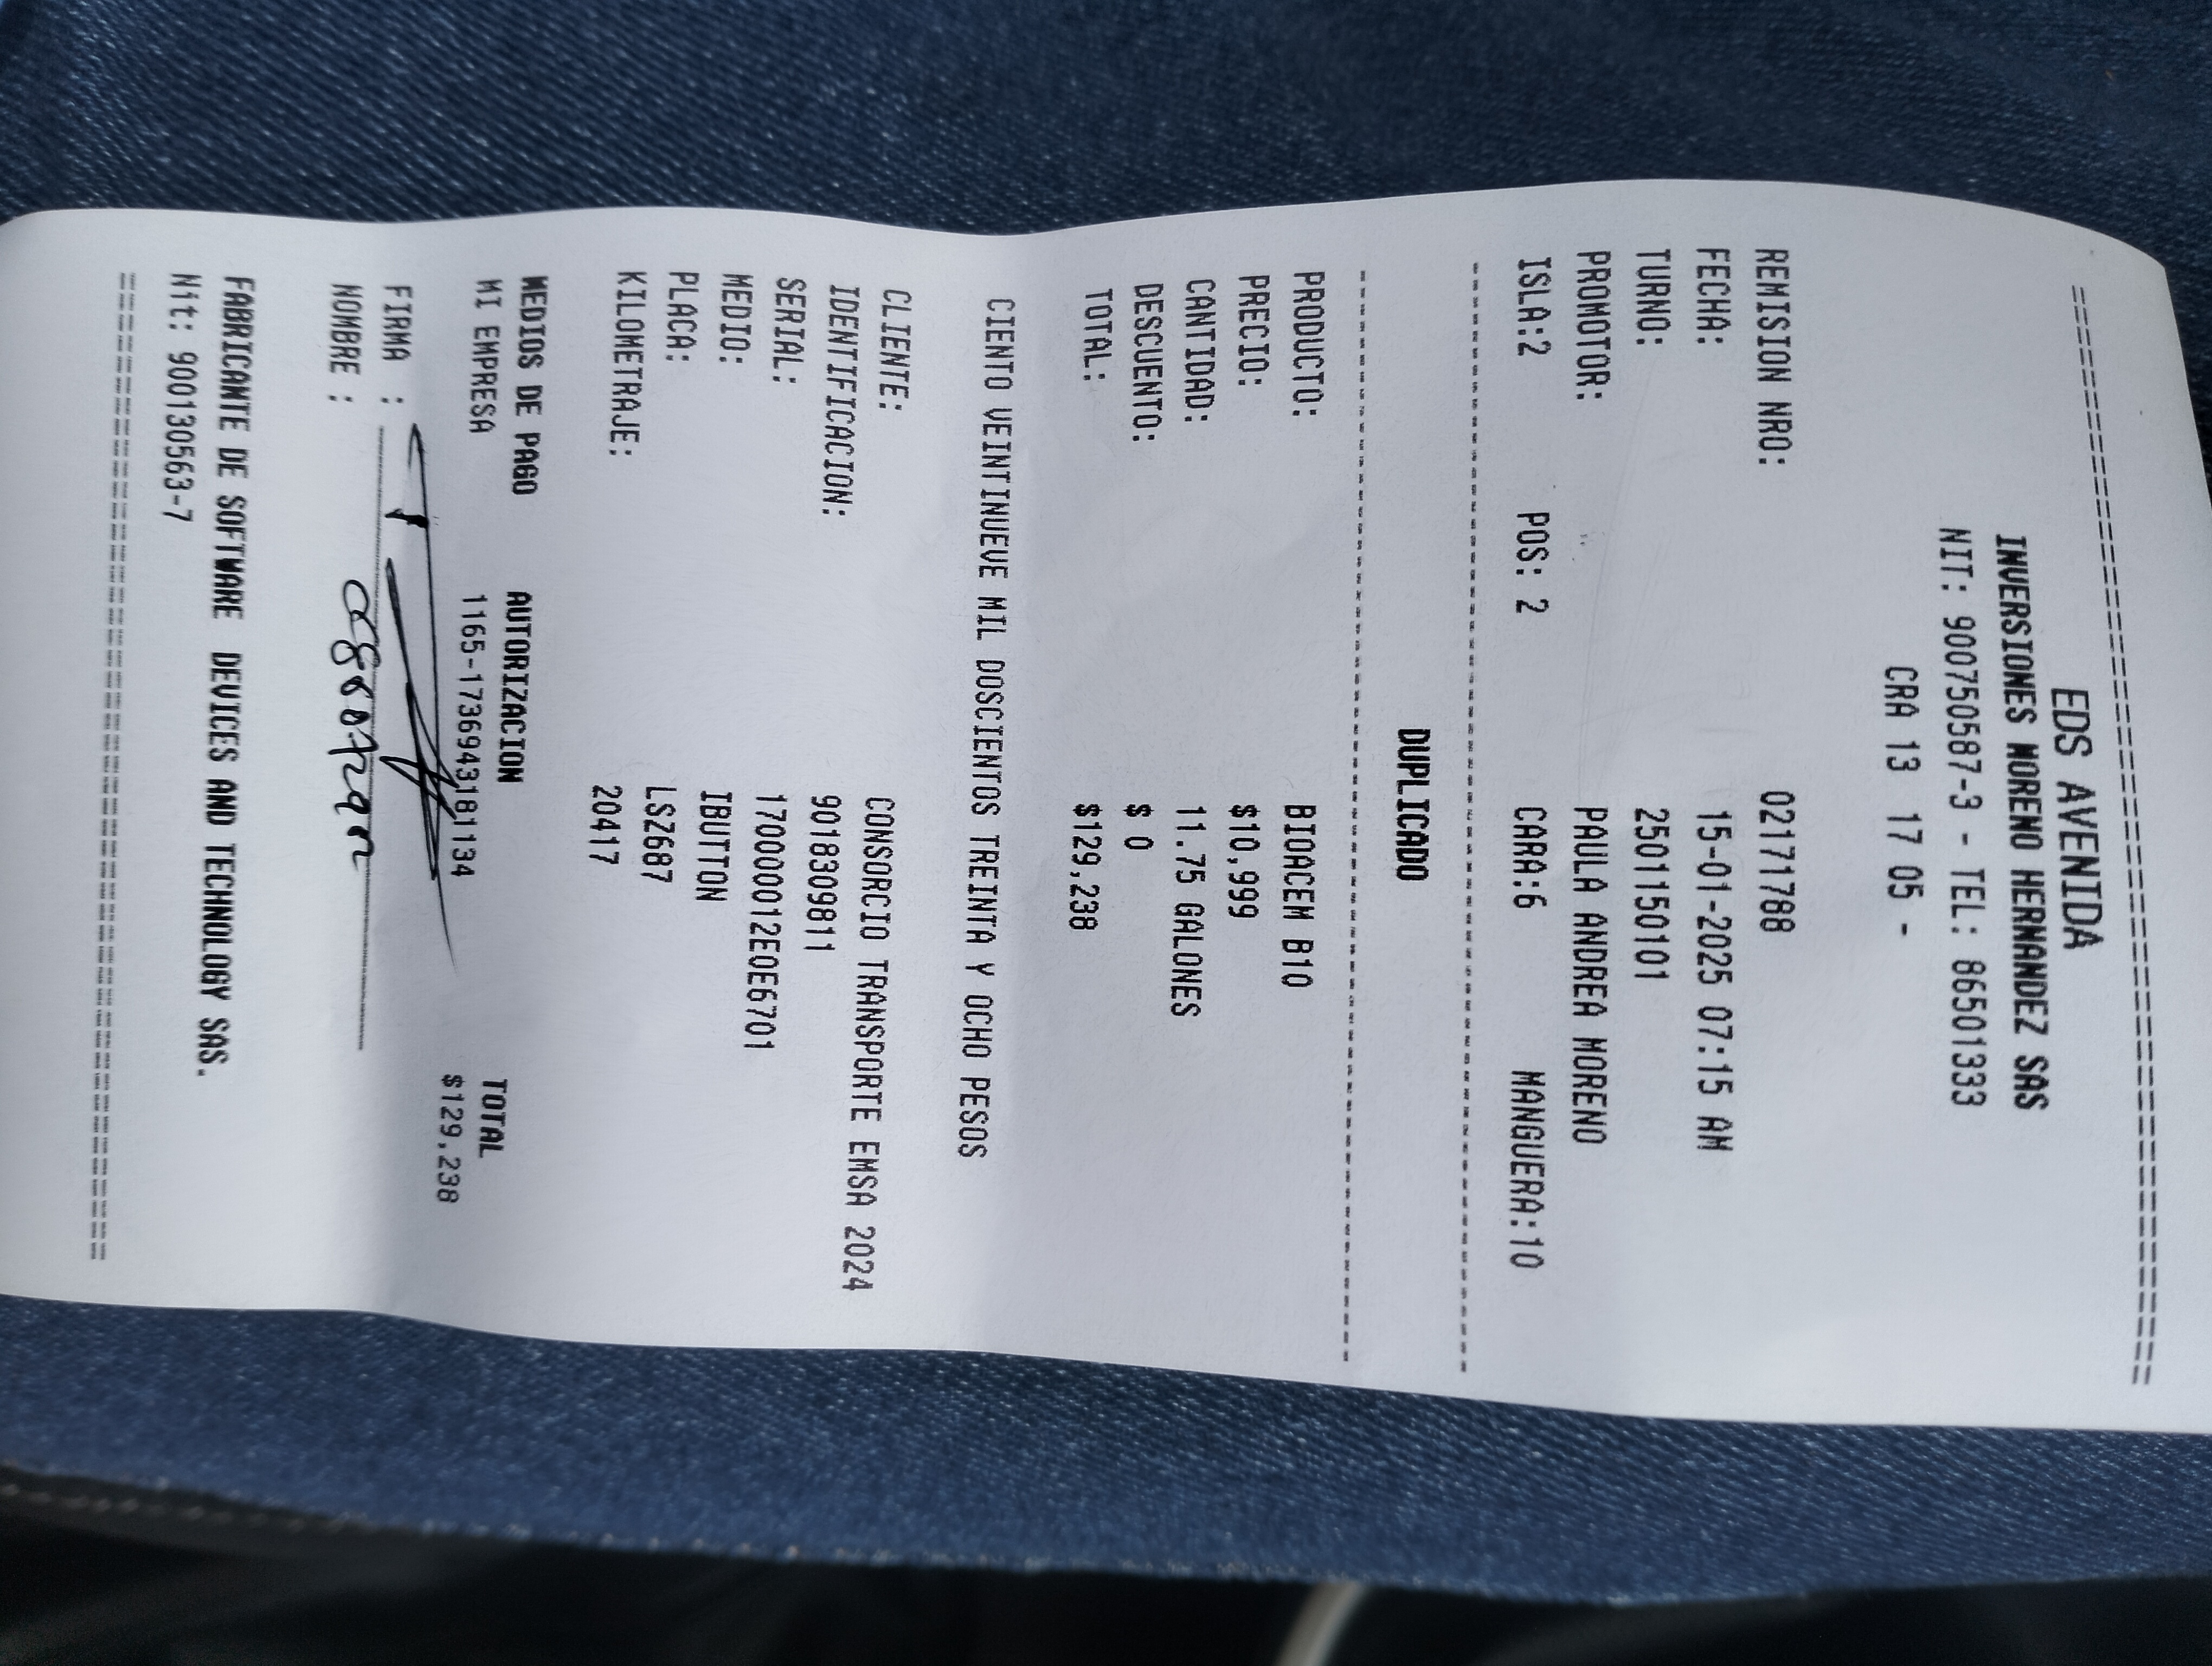 ================================================
EDS AVENIDA
INVERSIONES MORENO HERNANDEZ SAS
NIT: 900750587-3 - TEL: 86501333
CRA 13 17 05 -
REMISION NRO: 02171788
FECHA: 15-01-2025 07:15 AM
TURNO: 2501150101
PROMOTOR: PAULA ANDREA MORENO
ISLA:2 POS: 2 CARA:6 MANGUERA:10
------------------------------------------------
DUPLICADO
------------------------------------------------
PRODUCTO: BIOACEM B10
PRECIO: $10,999
CANTIDAD: 11.75 GALONES
DESCUENTO: $ 0
TOTAL: $129,238
CIENTO VEINTINUEVE MIL DOSCIENTOS TREINTA Y OCHO PESOS
CLIENTE: CONSORCIO TRANSPORTE EMSA 2024
IDENTIFICACION: 9018309811
SERIAL: 1700000012E0E6701
MEDIO: IBUTTON
PLACA: LSZ687
KILOMETRAJE: 20417
MEDIOS DE PAGO AUTORIZACION TOTAL
MI EMPRESA 1165-1736943181134 $129,238
FIRMA :
NOMBRE :
FABRICANTE DE SOFTWARE DEVICES AND TECHNOLOGY SAS.
Nit: 900130563-7
================================================